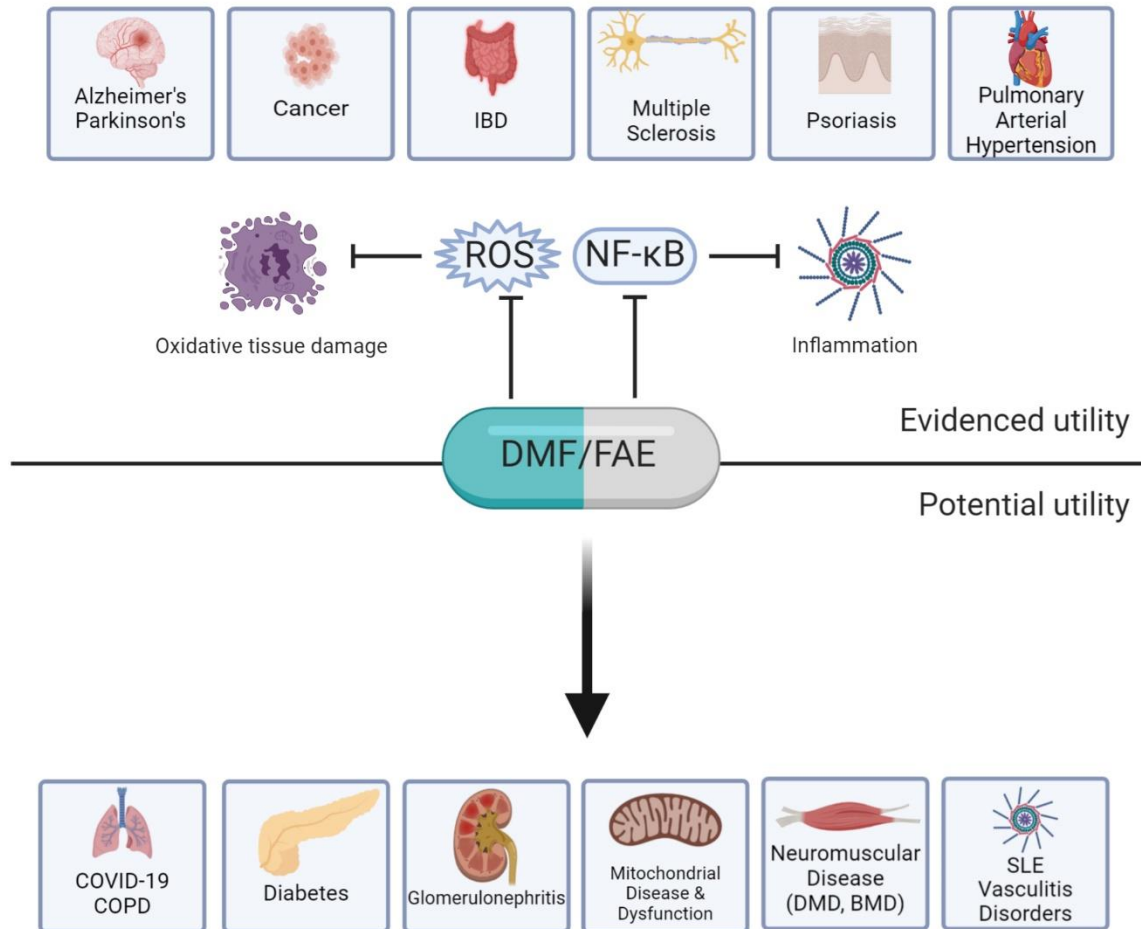 Alzheimer's
Parkinson's
Cancer
IBD
Multiple
Sclerosis
Psoriasis
Pulmonary
Arterial
Hypertension
ROS
NF-κB
Oxidative tissue damage
Inflammation
DMF/FAE
Evidenced utility
Potential utility
COVID-19
COPD
Diabetes
Glomerulonephritis
Mitochondrial
Disease &
Dysfunction
Neuromuscular
Disease
(DMD, BMD)
SLE
Vasculitis
Disorders